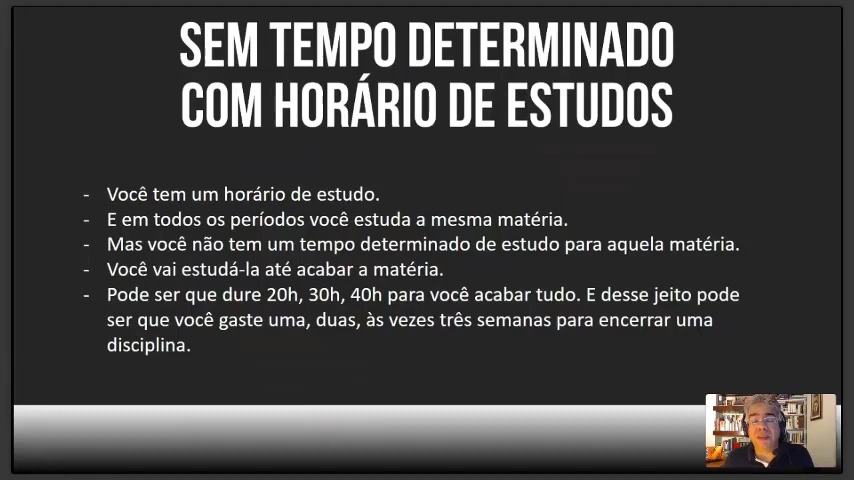 SEM TEMPO DETERMINADO
COM HORÁRIO DE ESTUDOS
- Você tem um horário de estudo.
- E em todos os períodos você estuda a mesma matéria.
- Mas você não tem um tempo determinado de estudo para aquela matéria.
- Você vai estudá-la até acabar a matéria.
- Pode ser que dure 20h, 30h, 40h para você acabar tudo. E desse jeito pode
ser que você gaste uma, duas, às vezes três semanas para encerrar uma
disciplina.